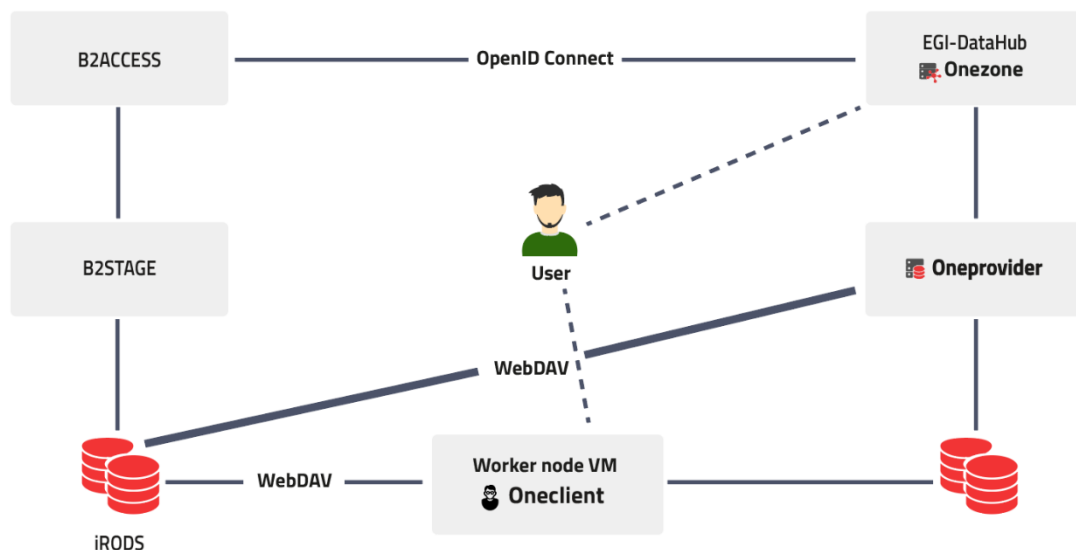 B2ACCESS
OpenID Connect
EGI-DataHub
Onezone
User
B2STAGE
Oneprovider
WebDAV
Worker node VM
Oneclient
WebDAV
iRODS